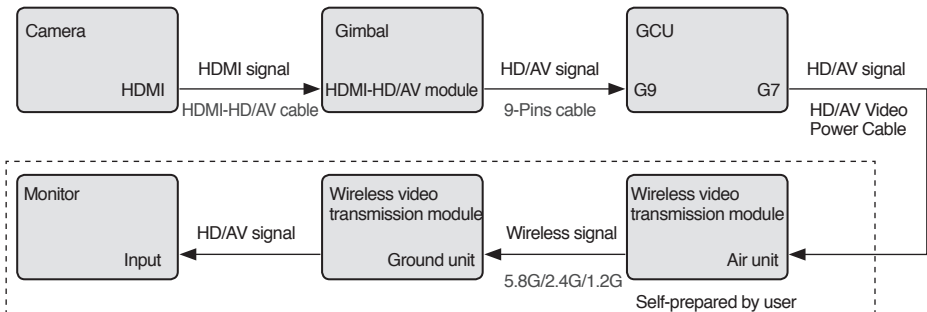 Camera
HDMI
HDMI signal
HDMI-HD/AV cable
Gimbal
HDMI-HD/AV module
HD/AV signal
9-Pins cable
GCU
G9 G7
HD/AV signal
HD/AV Video
Power Cable
Monitor
Input
HD/AV signal
Wireless video
transmission module
Ground unit
Wireless signal
5.8G/2.4G/1.2G
Wireless video
transmission module
Air unit
Self-prepared by user